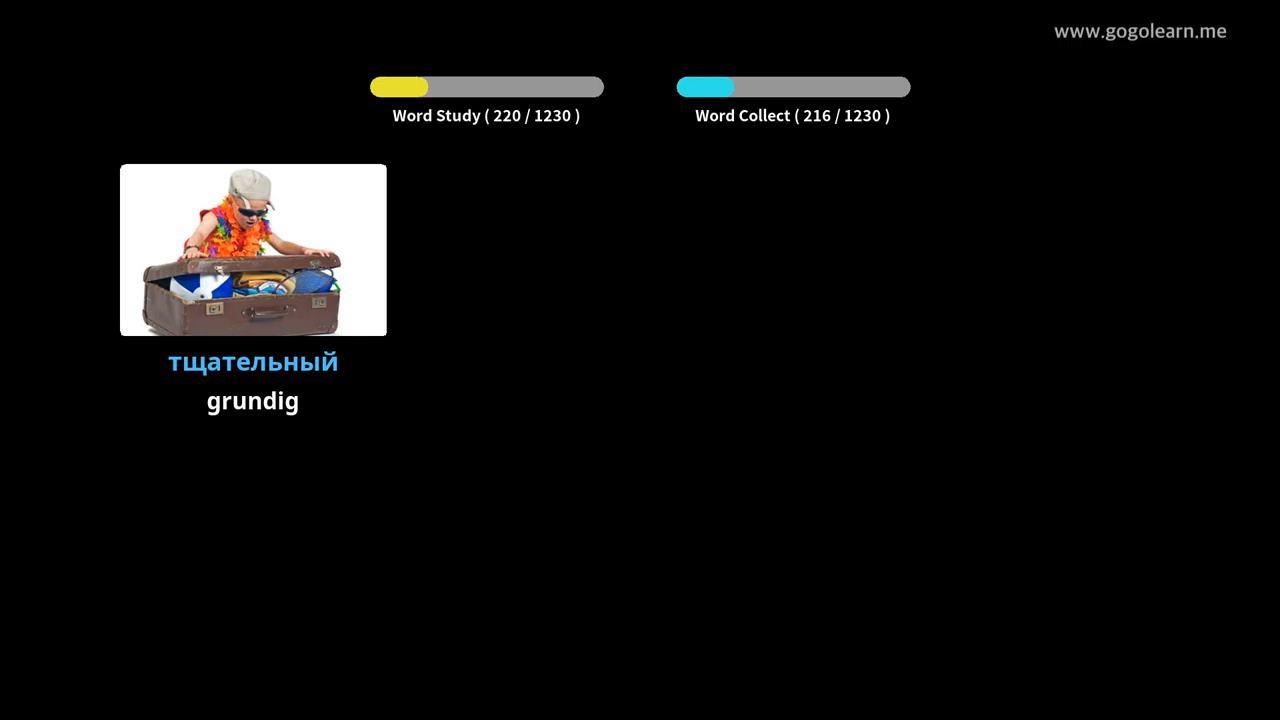 www.gogolearn.me
Word Study ( 220 / 1230 )
Word Collect ( 216 / 1230 )
тщательный
grundig